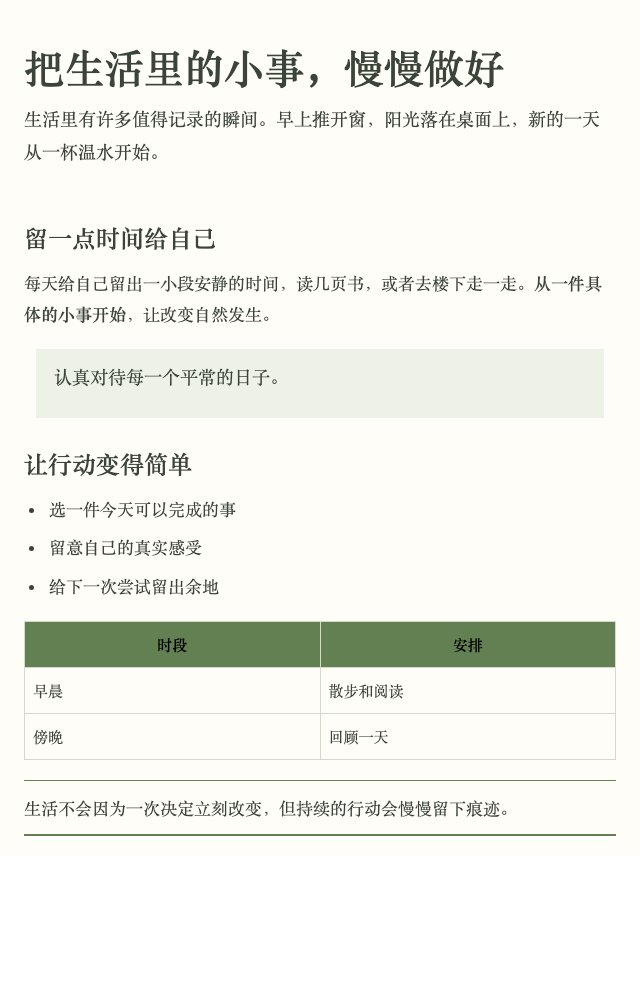 把生活里的小事，慢慢做好
生活里有许多值得记录的瞬间。早上推开窗，阳光落在桌面上，新的一天
从一杯温水开始。
留一点时间给自己
每天给自己留出一小段安静的时间，读几页书，或者去楼下走一走。从一件具
体的小事开始，让改变自然发生。
认真对待每一个平常的日子。
让行动变得简单
• 选一件今天可以完成的事
• 留意自己的真实感受
• 给下一次尝试留出余地
时段 安排
早晨 散步和阅读
傍晚 回顾一天
生活不会因为一次决定立刻改变，但持续的行动会慢慢留下痕迹。